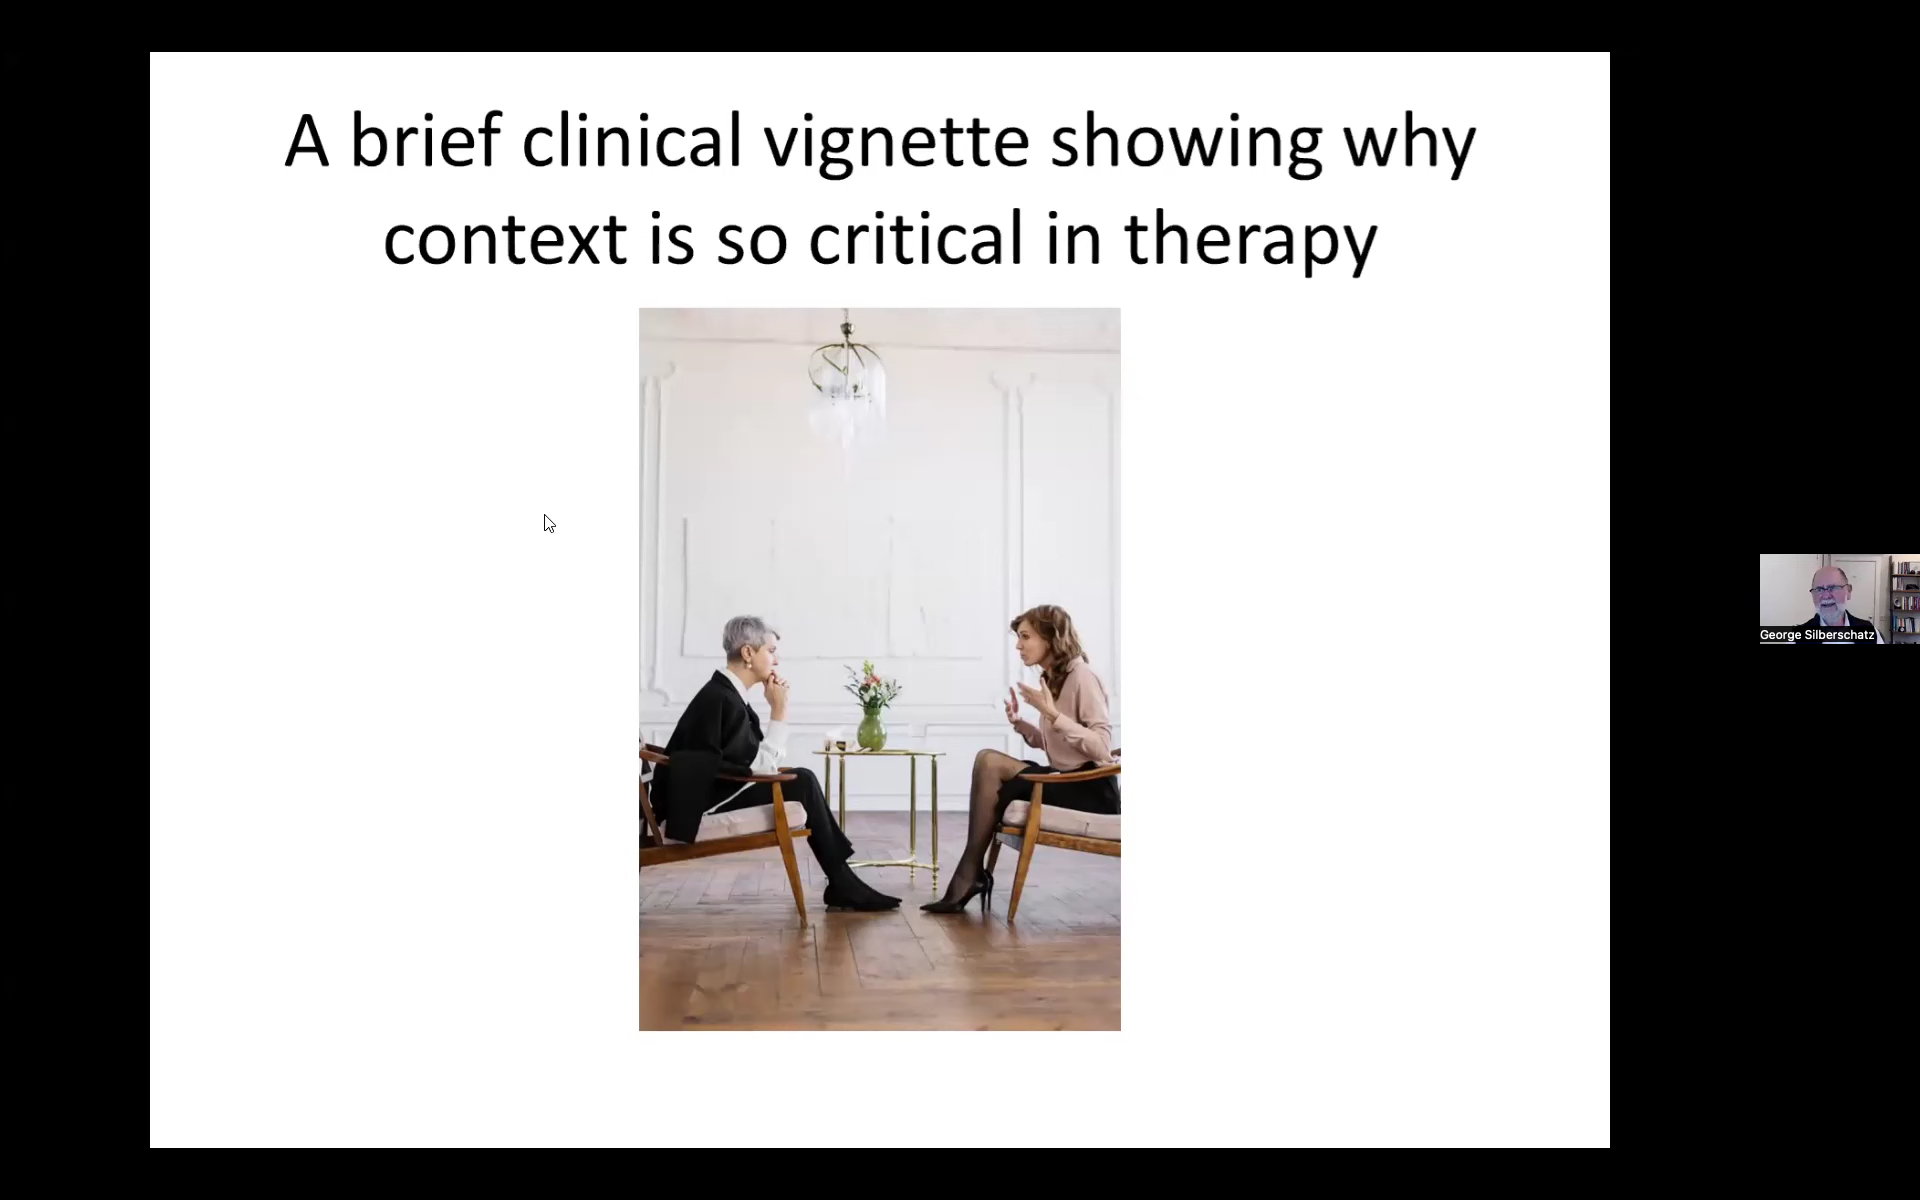 A brief clinical vignette showing why
context is so critical in therapy
George Silberschatz